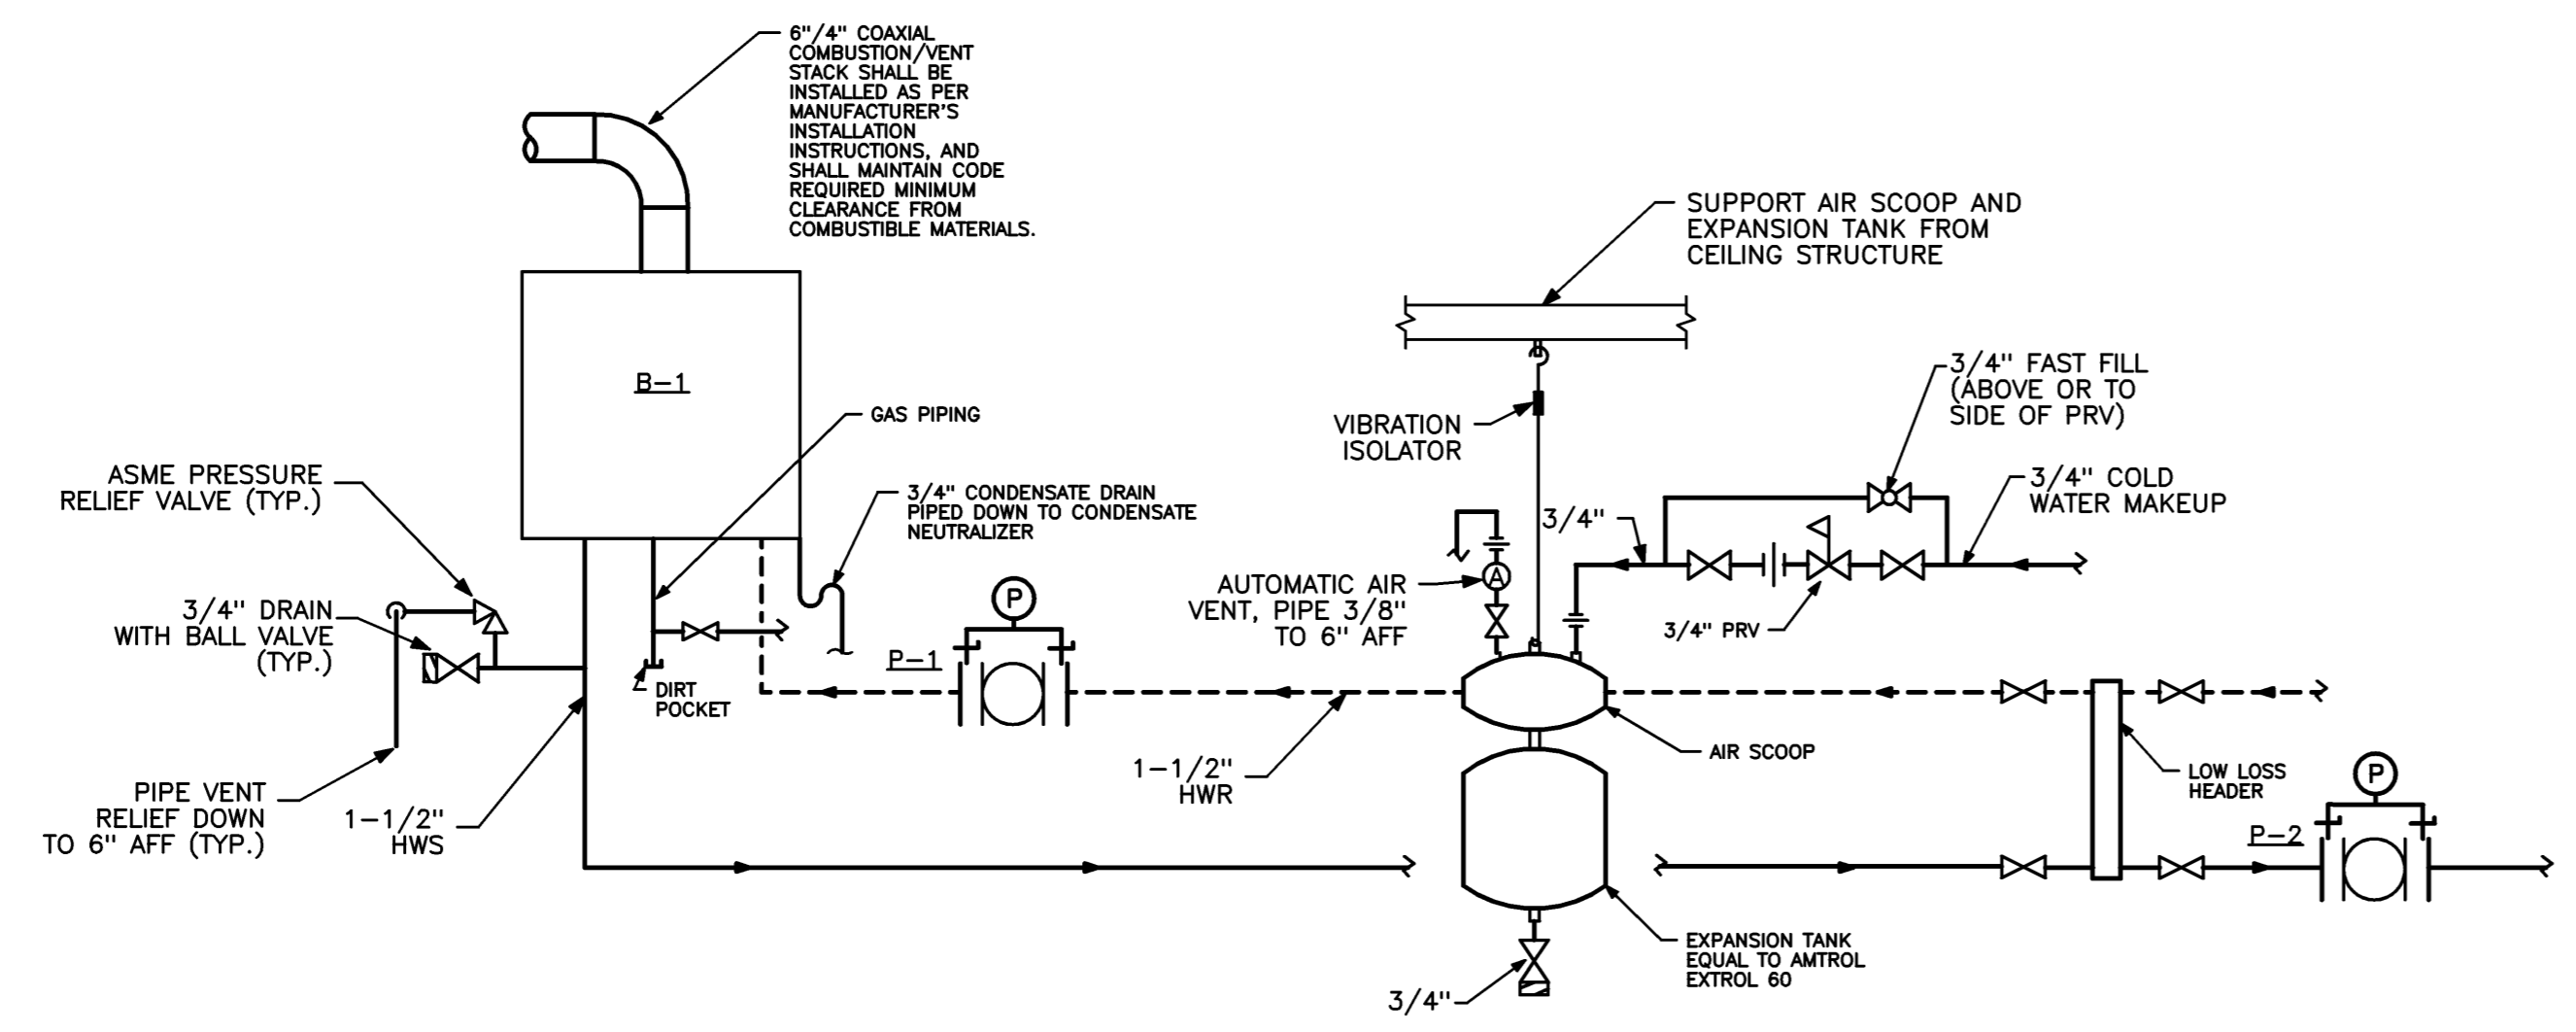 6"/4" COAXIAL
COMBUSTION/VENT
STACK SHALL BE
INSTALLED AS PER
MANUFACTURER'S
INSTALLATION
INSTRUCTIONS, AND
SHALL MAINTAIN CODE
REQUIRED MINIMUM
CLEARANCE FROM
COMBUSTIBLE MATERIALS.
SUPPORT AIR SCOOP AND
EXPANSION TANK FROM
CEILING STRUCTURE
B-1
GAS PIPING
VIBRATION
ISOLATOR
3/4" FAST FILL
(ABOVE OR TO
SIDE OF PRV)
ASME PRESSURE
RELIEF VALVE (TYP.)
3/4" CONDENSATE DRAIN
PIPED DOWN TO CONDENSATE
NEUTRALIZER
3/4"
3/4" COLD
WATER MAKEUP
3/4" DRAIN
WITH BALL VALVE
(TYP.)
P
P-1
AUTOMATIC AIR
VENT, PIPE 3/8"
TO 6" AFF
A
3/4" PRV
DIRT
POCKET
PIPE VENT
RELIEF DOWN
TO 6" AFF (TYP.)
1-1/2"
HWS
1-1/2"
HWR
AIR SCOOP
LOW LOSS
HEADER
P
P-2
EXPANSION TANK
EQUAL TO AMTROL
EXTROL 60
3/4"